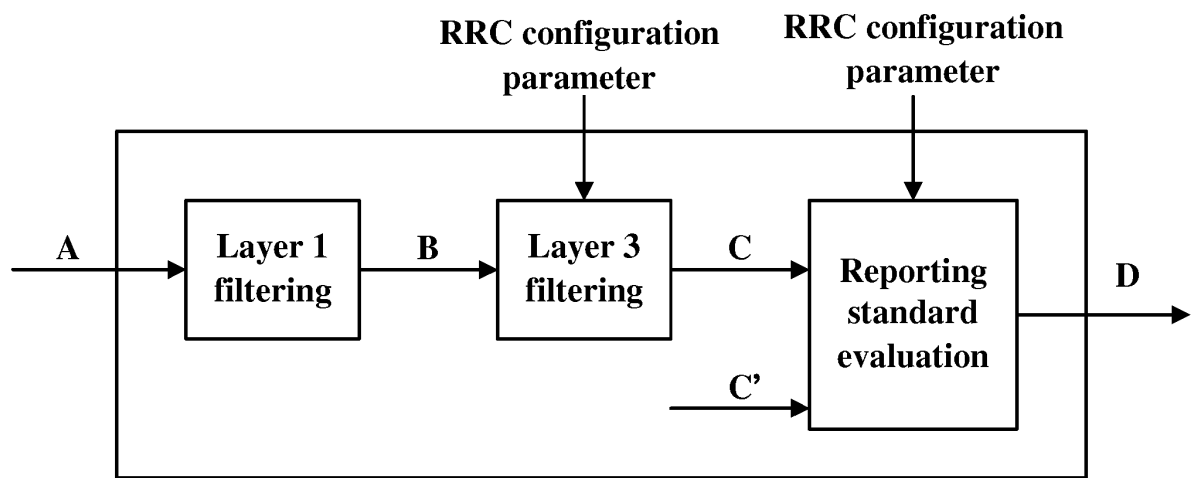 RRC configuration
parameter
RRC configuration
parameter
A
Layer 1
filtering
B
Layer 3
filtering
C
C’
Reporting
standard
evaluation
D